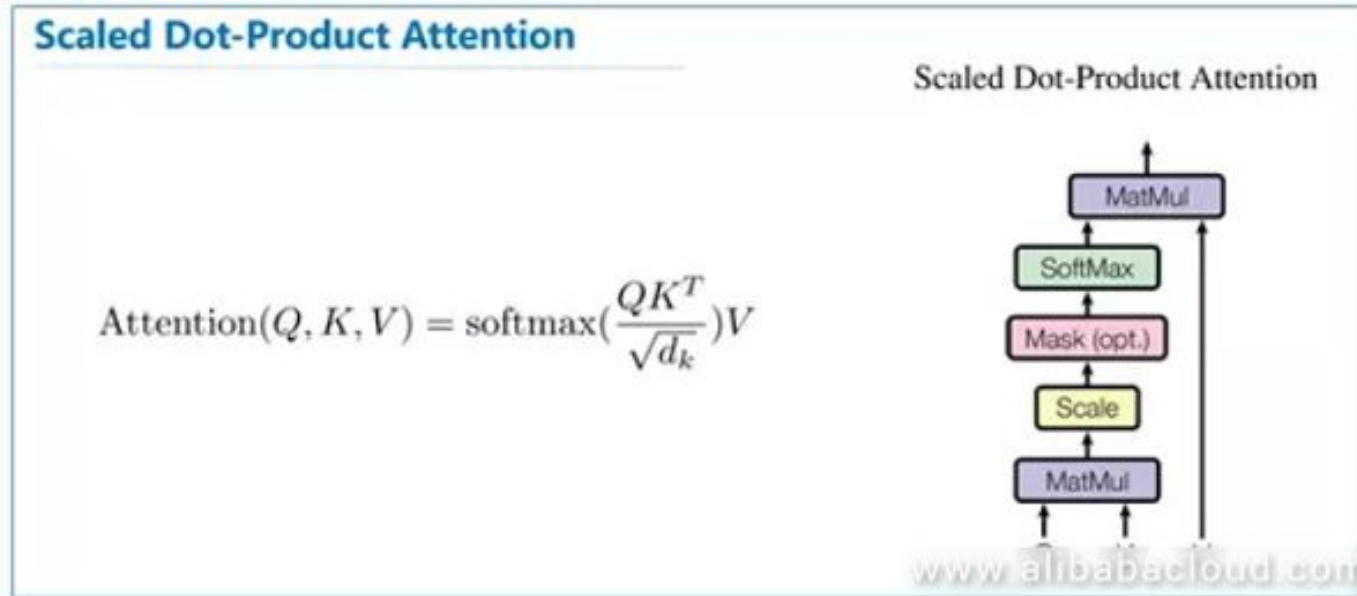 Scaled Dot-Product Attention
Scaled Dot-Product Attention
MatMul
SoftMax
Attention(Q, K, V) = softmax(QK^T/√d_k)V
Mask (opt.)
Scale
MatMul
www.alibabacloud.com